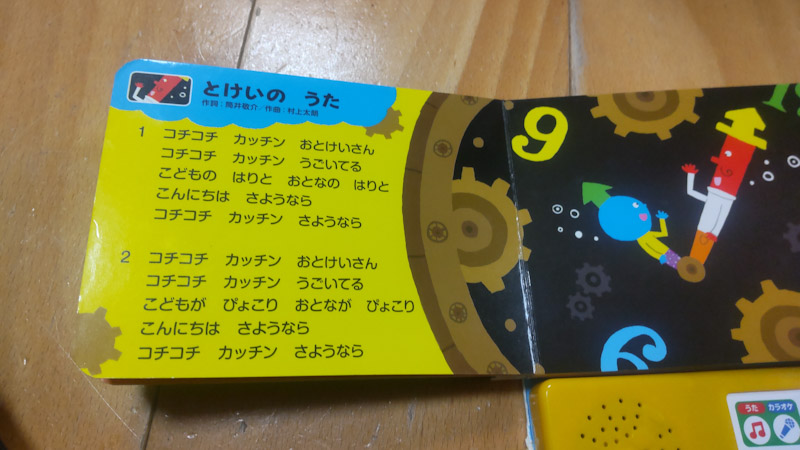 とけいの うた
作詞:筒井敬介/作曲:村上太朗
1 コチコチ カッチン おとけいさん
コチコチ カッチン うごいてる
こどもの はりと おとなの はりと
こんにちは さようなら
コチコチ カッチン さようなら
2 コチコチ カッチン おとけいさん
コチコチ カッチン うごいてる
こどもが ぴょこり おとなが ぴょこり
こんにちは さようなら
コチコチ カッチン さようなら
9
6
うた カラオケ